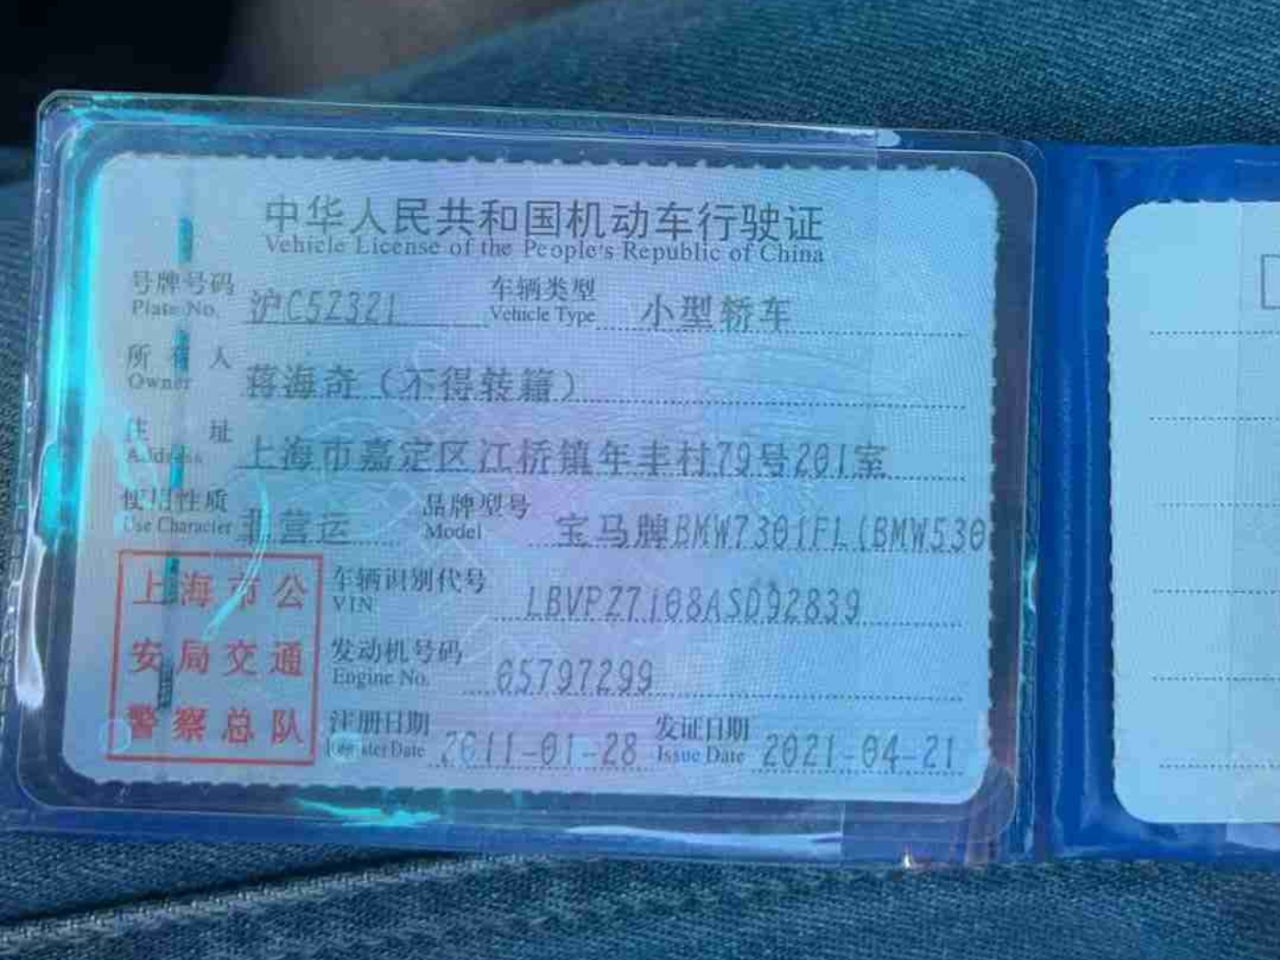 中华人民共和国机动车行驶证
Vehicle License of the People's Republic of China
号牌号码 沪C5Z321 车辆类型 小型轿车
Plate No. Vehicle Type
所有人 蒋海奇（不得转籍）
Owner
住址 上海市嘉定区江桥镇年丰村79号201室
Address
使用性质 非营运 品牌型号 宝马牌BMW7301FL(BMW530
Use Character Model
上海市公
安局交通
警察总队
车辆识别代号 LBVPZ7108ASD92839
VIN
发动机号码 65797299
Engine No.
注册日期 2011-01-28 发证日期 2021-04-21
Register Date Issue Date